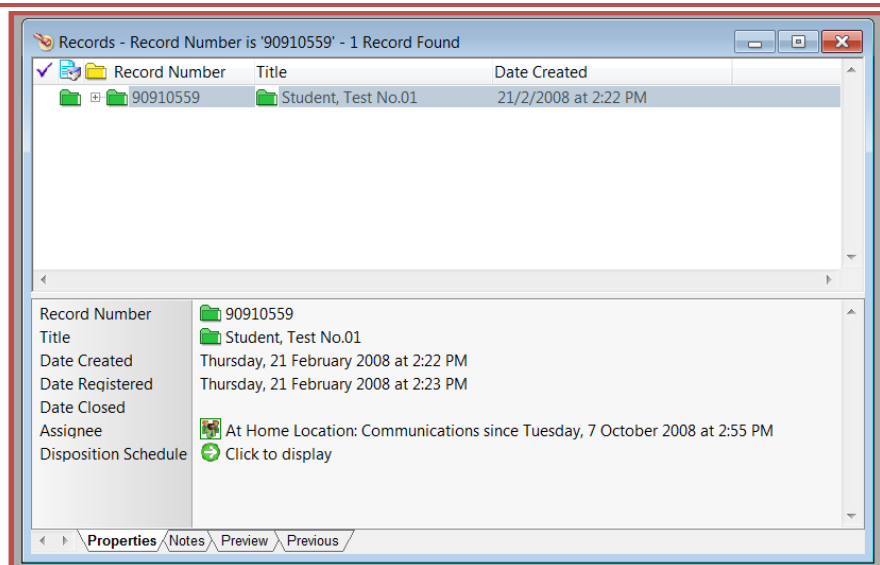 Records - Record Number is '90910559' - 1 Record Found
Record Number Title Date Created
90910559 Student, Test No.01 21/2/2008 at 2:22 PM
Record Number 90910559
Title Student, Test No.01
Date Created Thursday, 21 February 2008 at 2:22 PM
Date Registered Thursday, 21 February 2008 at 2:23 PM
Date Closed
Assignee At Home Location: Communications since Tuesday, 7 October 2008 at 2:55 PM
Disposition Schedule Click to display
Properties Notes Preview Previous